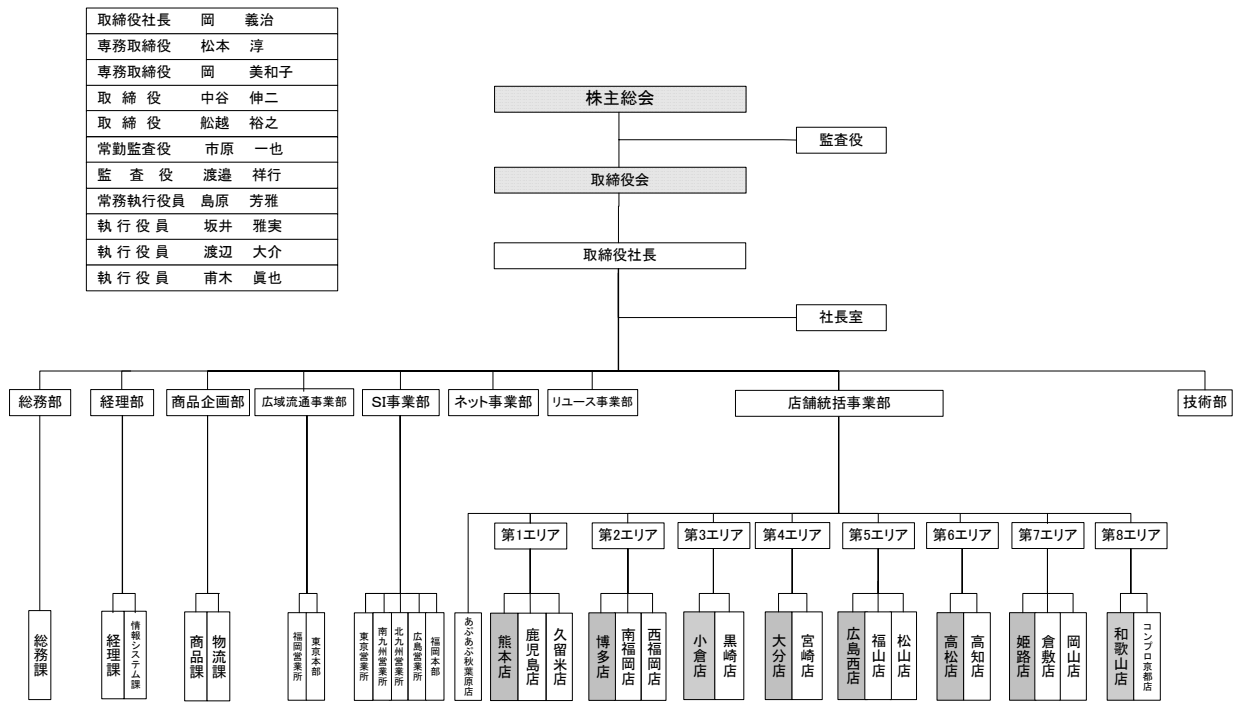 取締役社長 岡 義治
専務取締役 松本 淳
専務取締役 岡 美和子
取 締 役 中谷 伸二
取 締 役 舩越 裕之
常勤監査役 市原 一也
監 査 役 渡邉 祥行
常務執行役員 島原 芳雅
執 行 役 員 坂井 雅実
執 行 役 員 渡辺 大介
執 行 役 員 甫木 眞也
株主総会
監査役
取締役会
取締役社長
社長室
総務部
経理部
商品企画部
広域流通事業部
SI事業部
ネット事業部
リユース事業部
店舗統括事業部
技術部
第1エリア
第2エリア
第3エリア
第4エリア
第5エリア
第6エリア
第7エリア
第8エリア
総務課
経理課
情報システム課
商品課
物流課
福岡営業所
東京本部
東京営業所
南九州営業所
北九州営業所
広島営業所
福岡本部
あぷあぷ秋葉原店
熊本店
鹿児島店
久留米店
博多店
南福岡店
西福岡店
小倉店
黒崎店
大分店
宮崎店
広島西店
福山店
松山店
高松店
高知店
姫路店
倉敷店
岡山店
和歌山店
コンプロ京都店